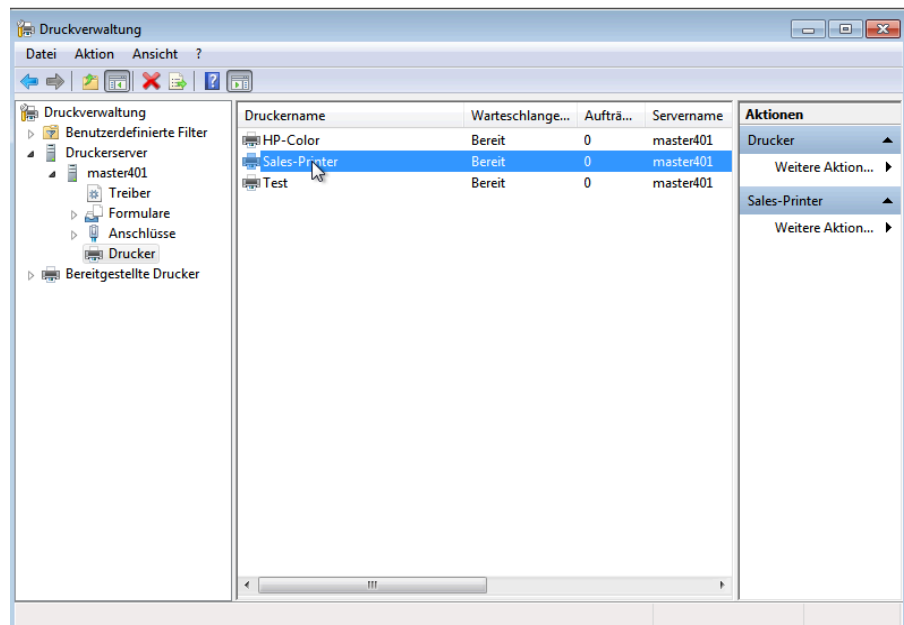 Druckverwaltung
Datei Aktion Ansicht ?
Druckverwaltung
Benutzerdefinierte Filter
Druckerserver
master401
Treiber
Formulare
Anschlüsse
Drucker
Bereitgestellte Drucker
Druckername Warteschlange... Aufträ... Servername
HP-Color Bereit 0 master401
Sales-Printer Bereit 0 master401
Test Bereit 0 master401
Aktionen
Drucker
Weitere Aktion...
Sales-Printer
Weitere Aktion...